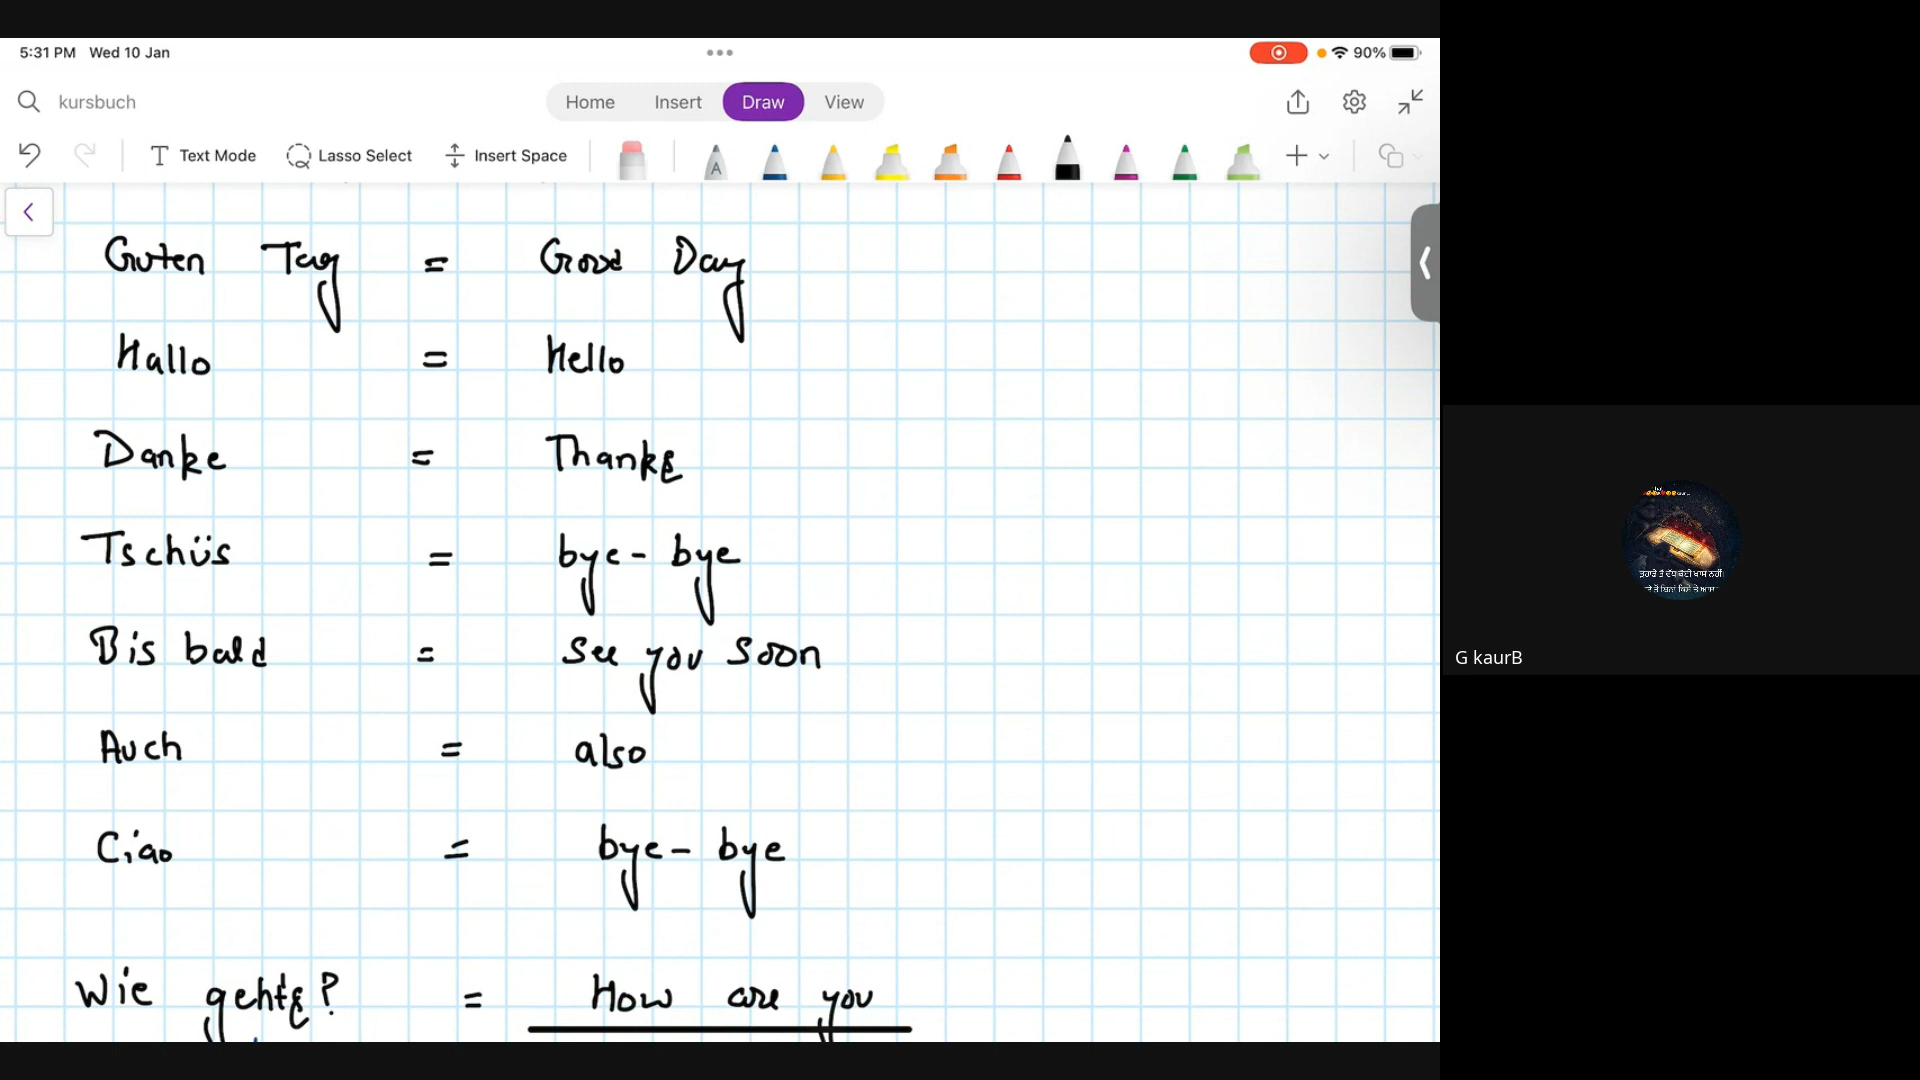 5:31 PM Wed 10 Jan 90%
kursbuch Home Insert Draw View
Text Mode Lasso Select Insert Space A
Guten Tag = Good Day
Hallo = Hello
Danke = Thanks
Tschüs = bye - bye
Bis bald = See you soon
Auch = also
Ciao = bye - bye
Wie gehts? = How are you
G kaurB